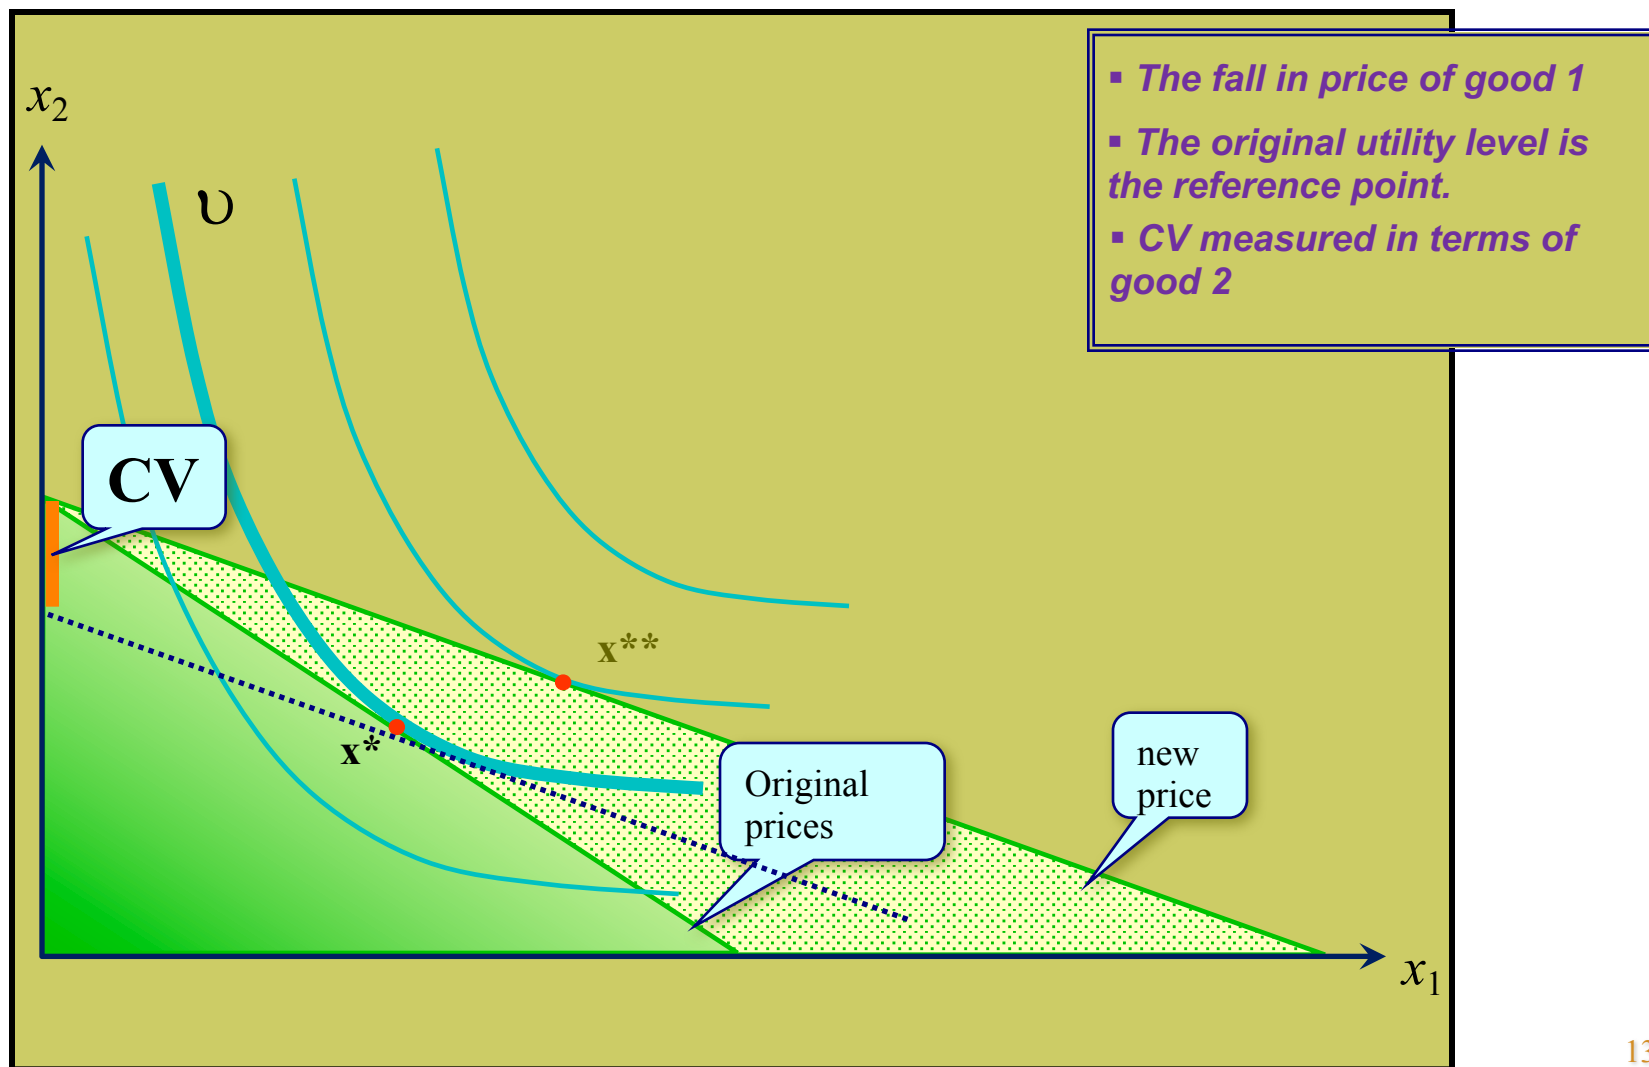 ▪ The fall in price of good 1
▪ The original utility level is
the reference point.
▪ CV measured in terms of
good 2
x₂
υ
CV
x**
x*
Original
prices
new
price
x₁
13